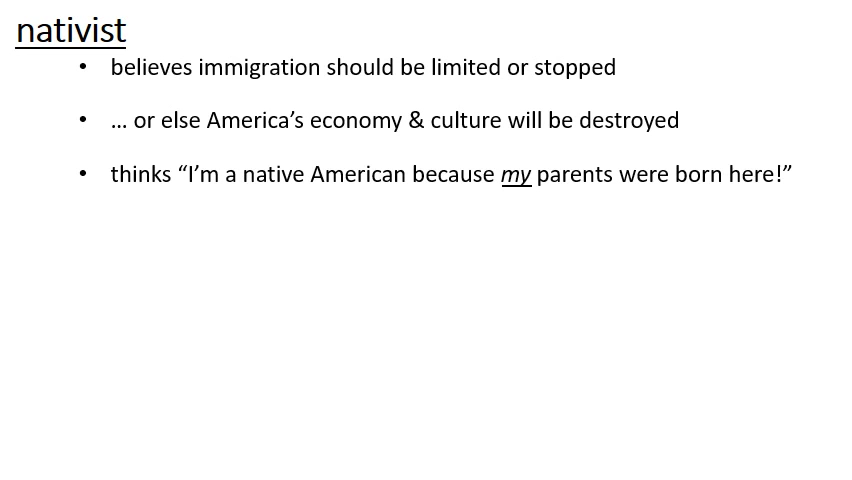 nativist
• believes immigration should be limited or stopped
• … or else America’s economy & culture will be destroyed
• thinks “I’m a native American because my parents were born here!”